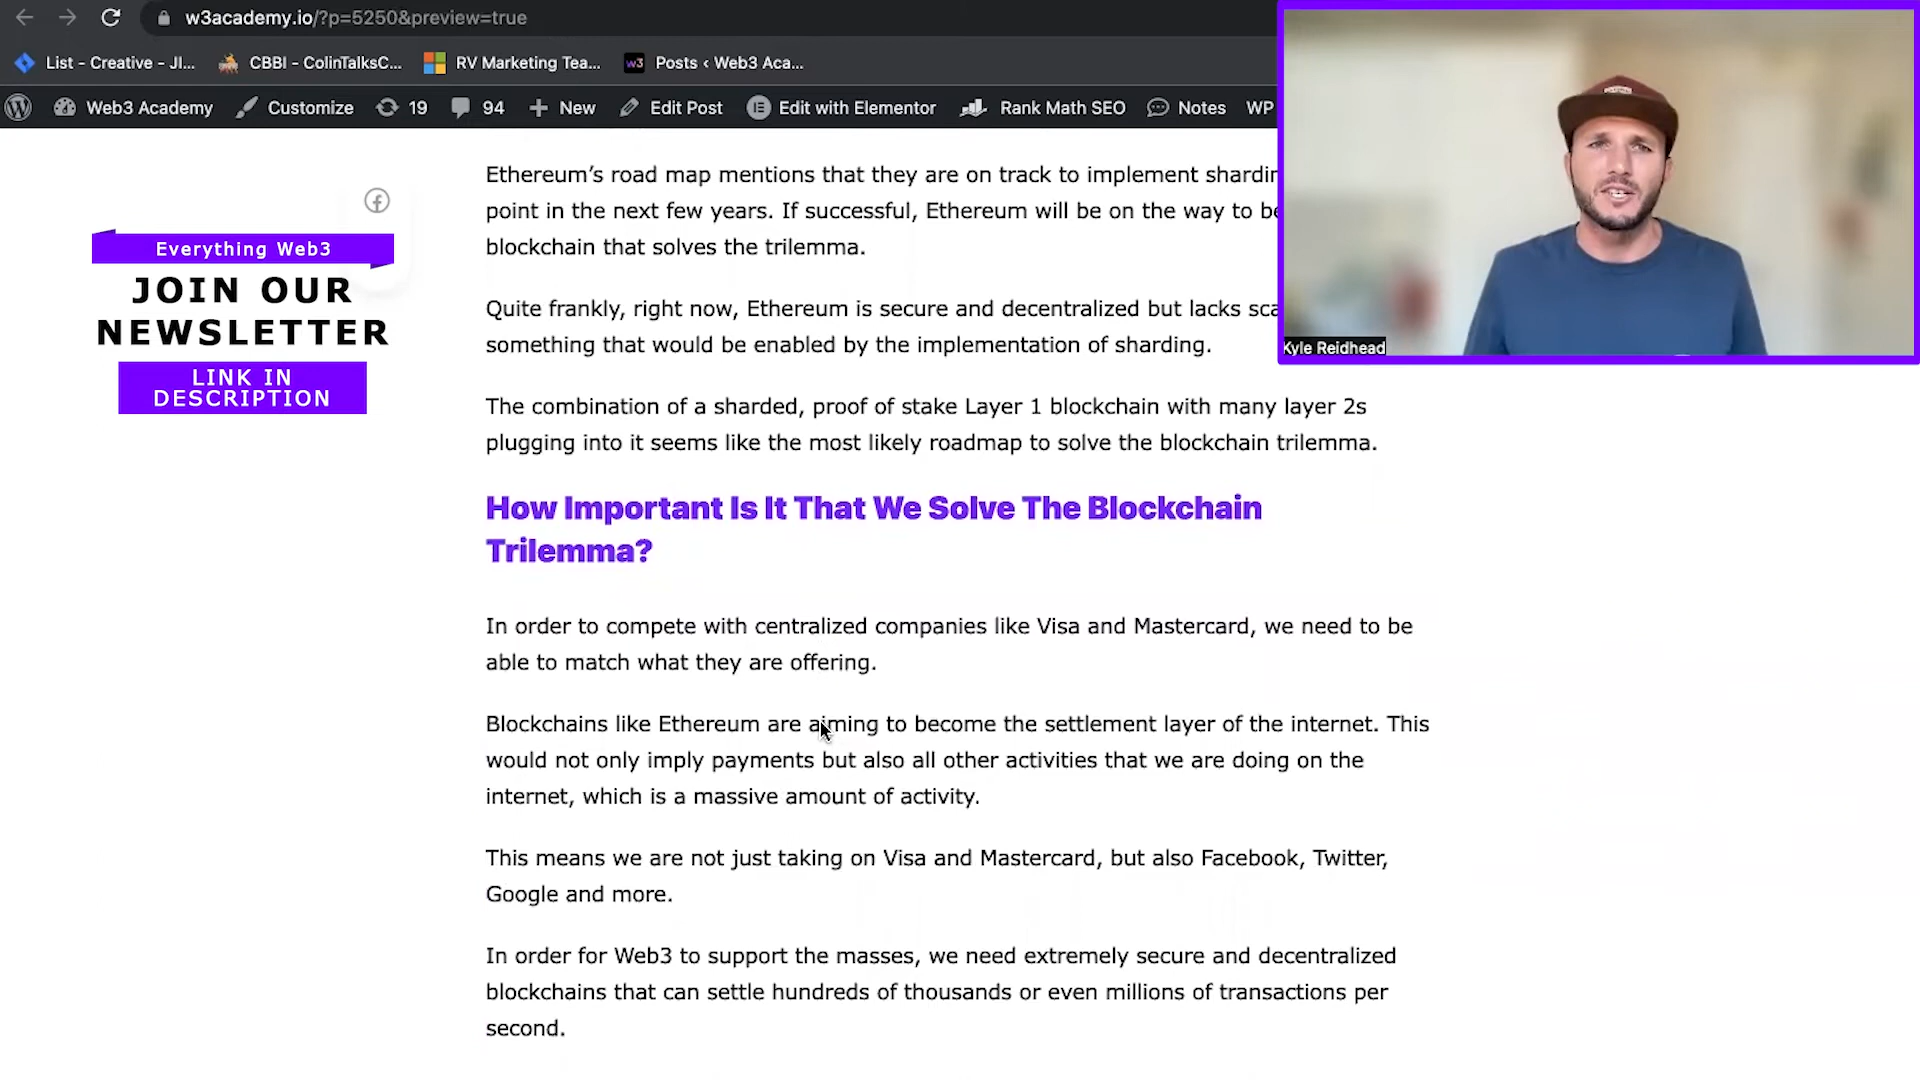 w3academy.io/?p=5250&preview=true
List - Creative - JI...
CBBI - ColinTalksC...
RV Marketing Tea...
w3
Posts ‹ Web3 Aca...
Web3 Academy
Customize
19
94
New
Edit Post
Edit with Elementor
Rank Math SEO
Notes
WP
Everything Web3
JOIN OUR
NEWSLETTER
LINK IN
DESCRIPTION
Ethereum’s road map mentions that they are on track to implement
point in the next few years. If successful, Ethereum will be on the way to
blockchain that solves the trilemma.
Quite frankly, right now, Ethereum is secure and decentralized but lacks
something that would be enabled by the implementation of sharding.
The combination of a sharded, proof of stake Layer 1 blockchain with many layer 2s
plugging into it seems like the most likely roadmap to solve the blockchain trilemma.
How Important Is It That We Solve The Blockchain
Trilemma?
In order to compete with centralized companies like Visa and Mastercard, we need to be
able to match what they are offering.
Blockchains like Ethereum are aiming to become the settlement layer of the internet. This
would not only imply payments but also all other activities that we are doing on the
internet, which is a massive amount of activity.
This means we are not just taking on Visa and Mastercard, but also Facebook, Twitter,
Google and more.
In order for Web3 to support the masses, we need extremely secure and decentralized
blockchains that can settle hundreds of thousands or even millions of transactions per
second.
Kyle Reidhead